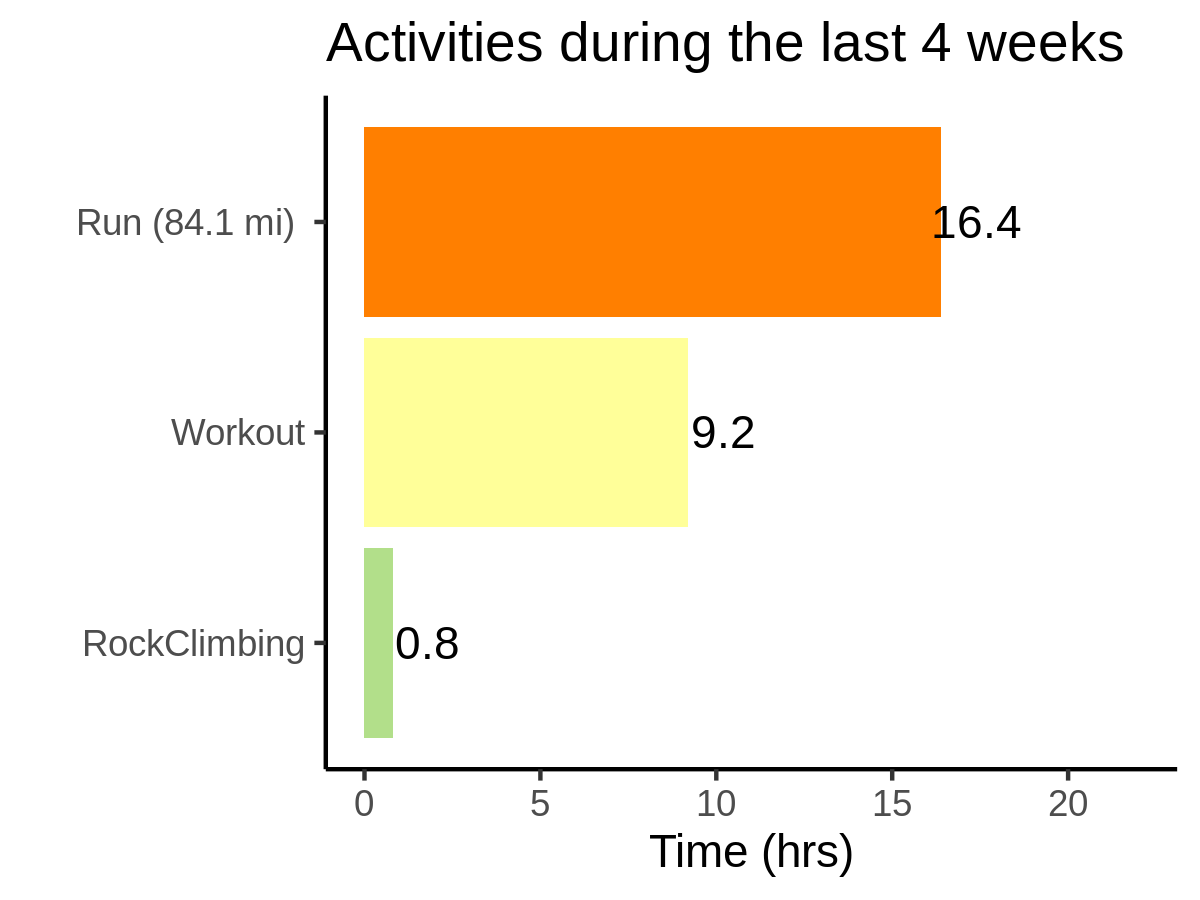 Activities during the last 4 weeks
Run (84.1 mi)
16.4
Workout
9.2
RockClimbing
0.8
0 5 10 15 20
Time (hrs)